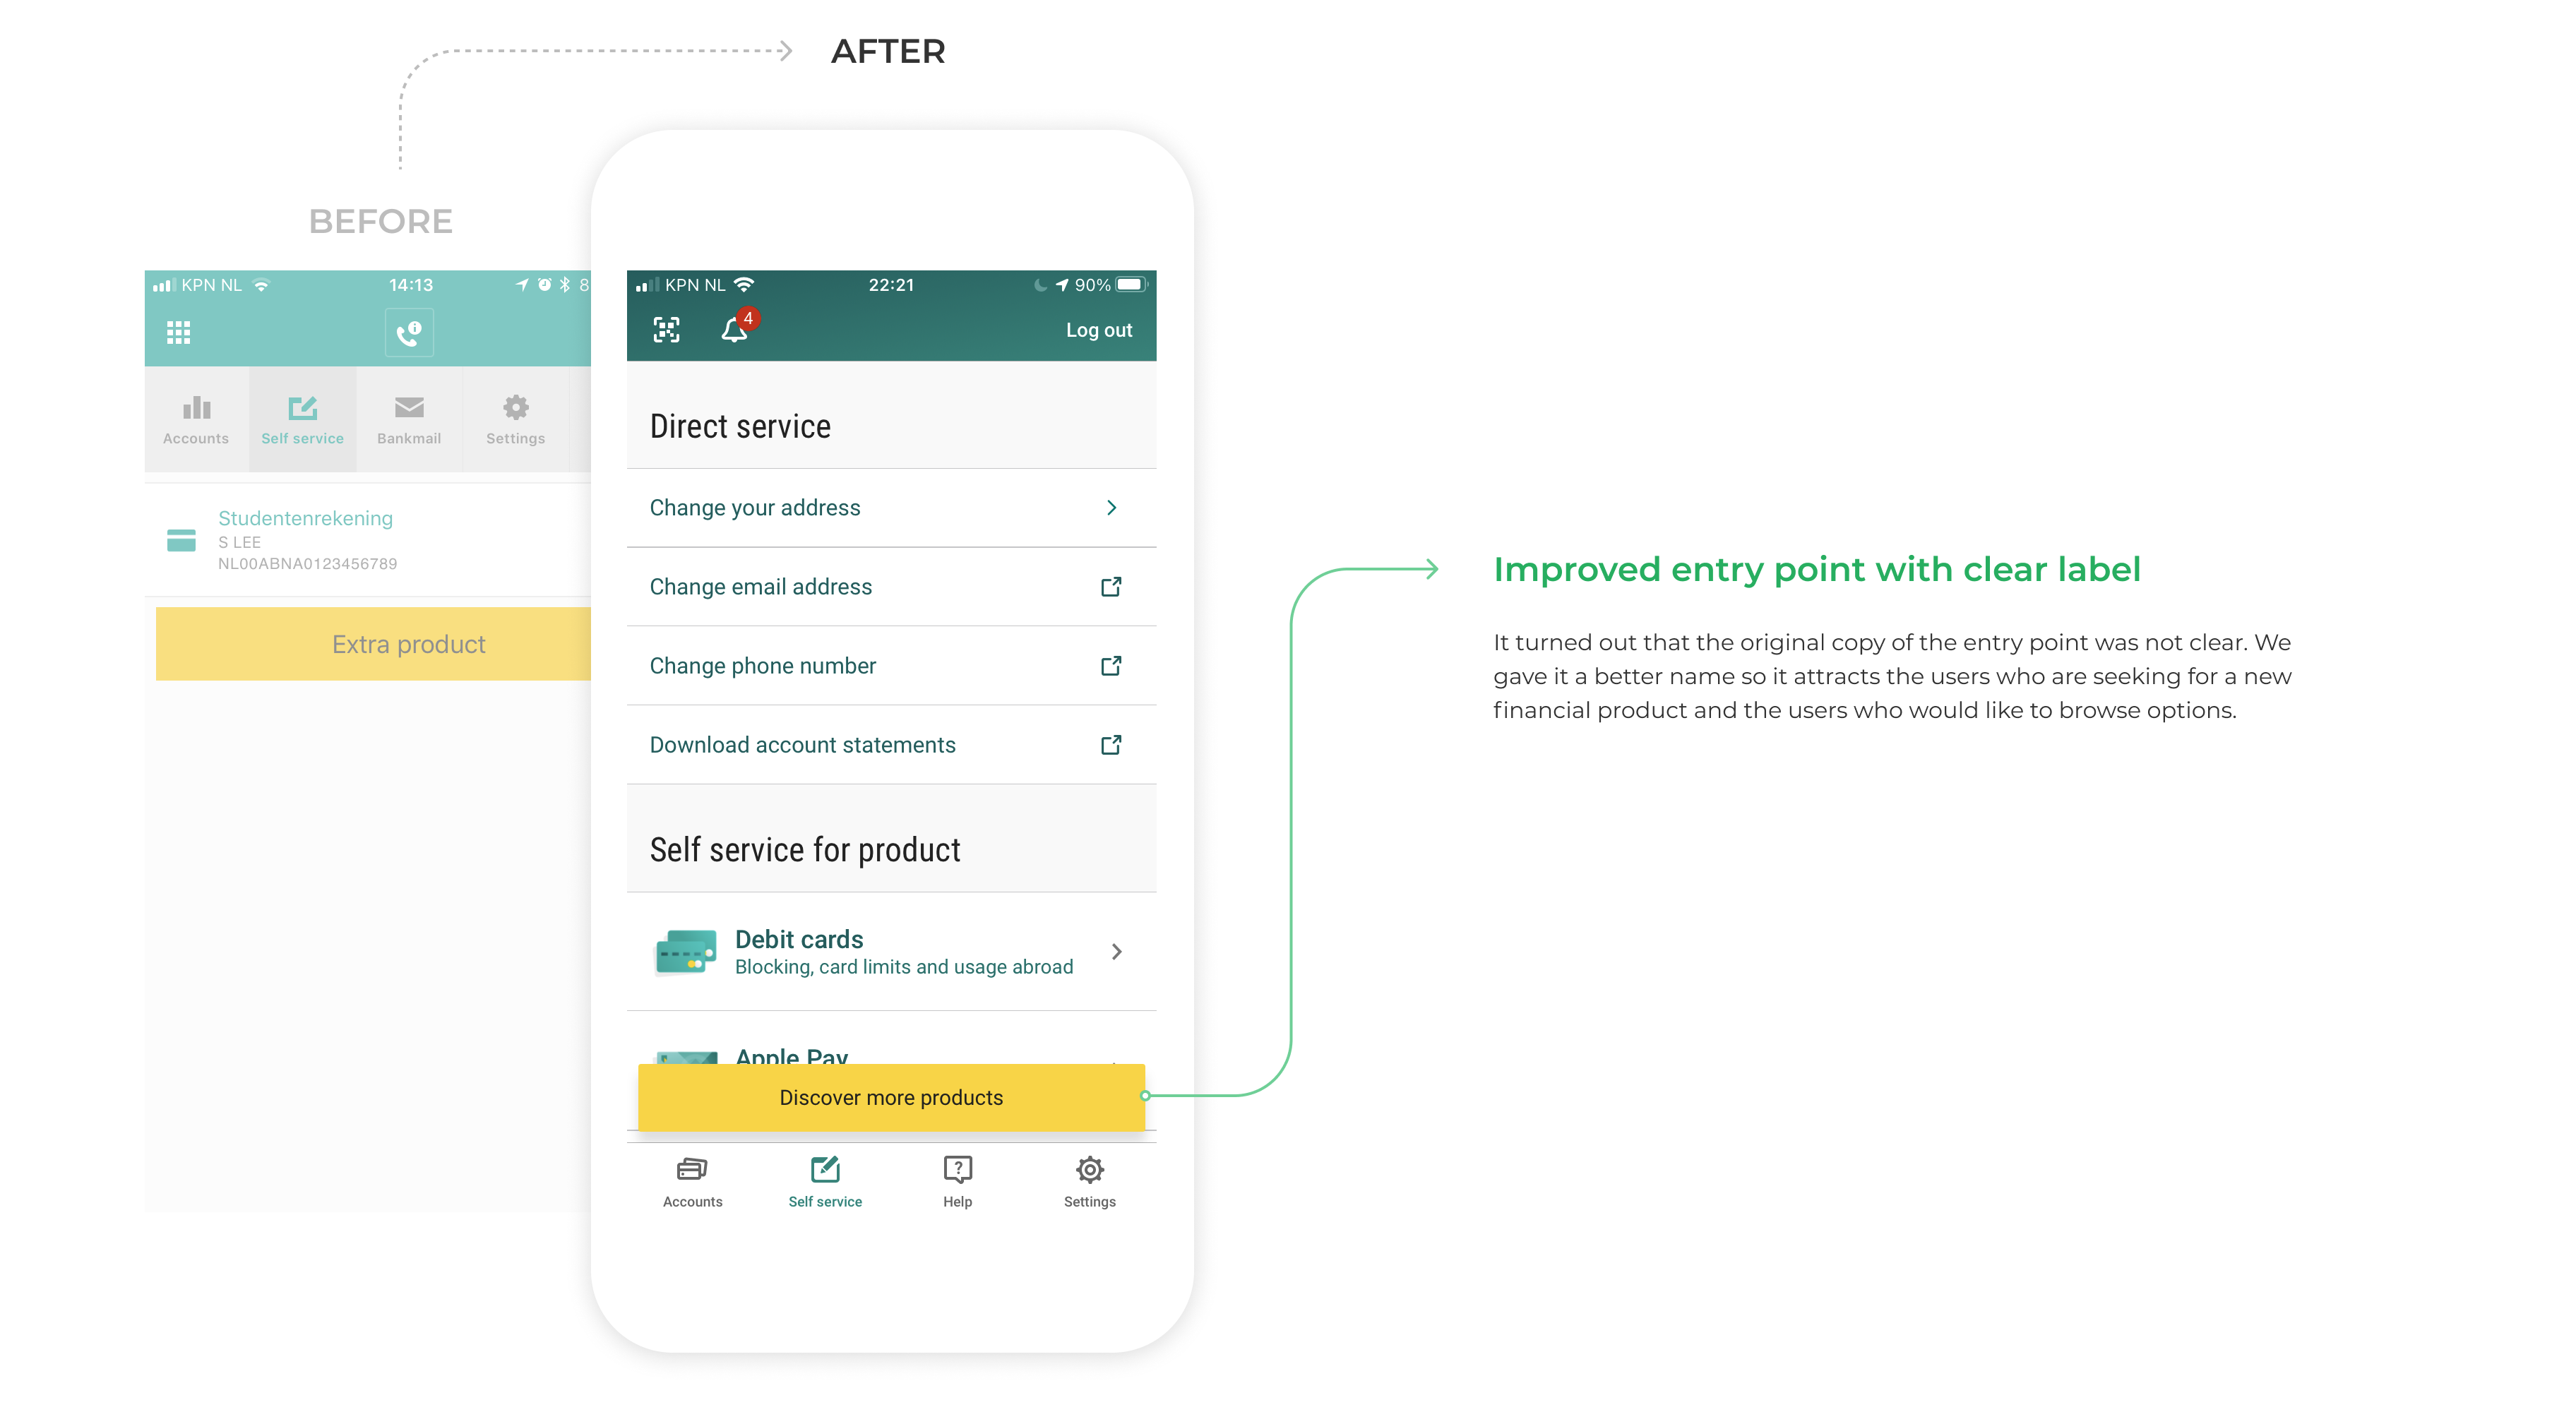 AFTER
BEFORE
KPN NL
14:13
8
Accounts
Self service
Bankmail
Settings
Studentenrekening
S LEE
NL00ABNA0123456789
Extra product
KPN NL
22:21
90%
4
Log out
Direct service
Change your address
Change email address
Change phone number
Download account statements
Self service for product
Debit cards
Blocking, card limits and usage abroad
Apple Pay
Discover more products
Accounts
Self service
Help
Settings
Improved entry point with clear label
It turned out that the original copy of the entry point was not clear. We
gave it a better name so it attracts the users who are seeking for a new
financial product and the users who would like to browse options.